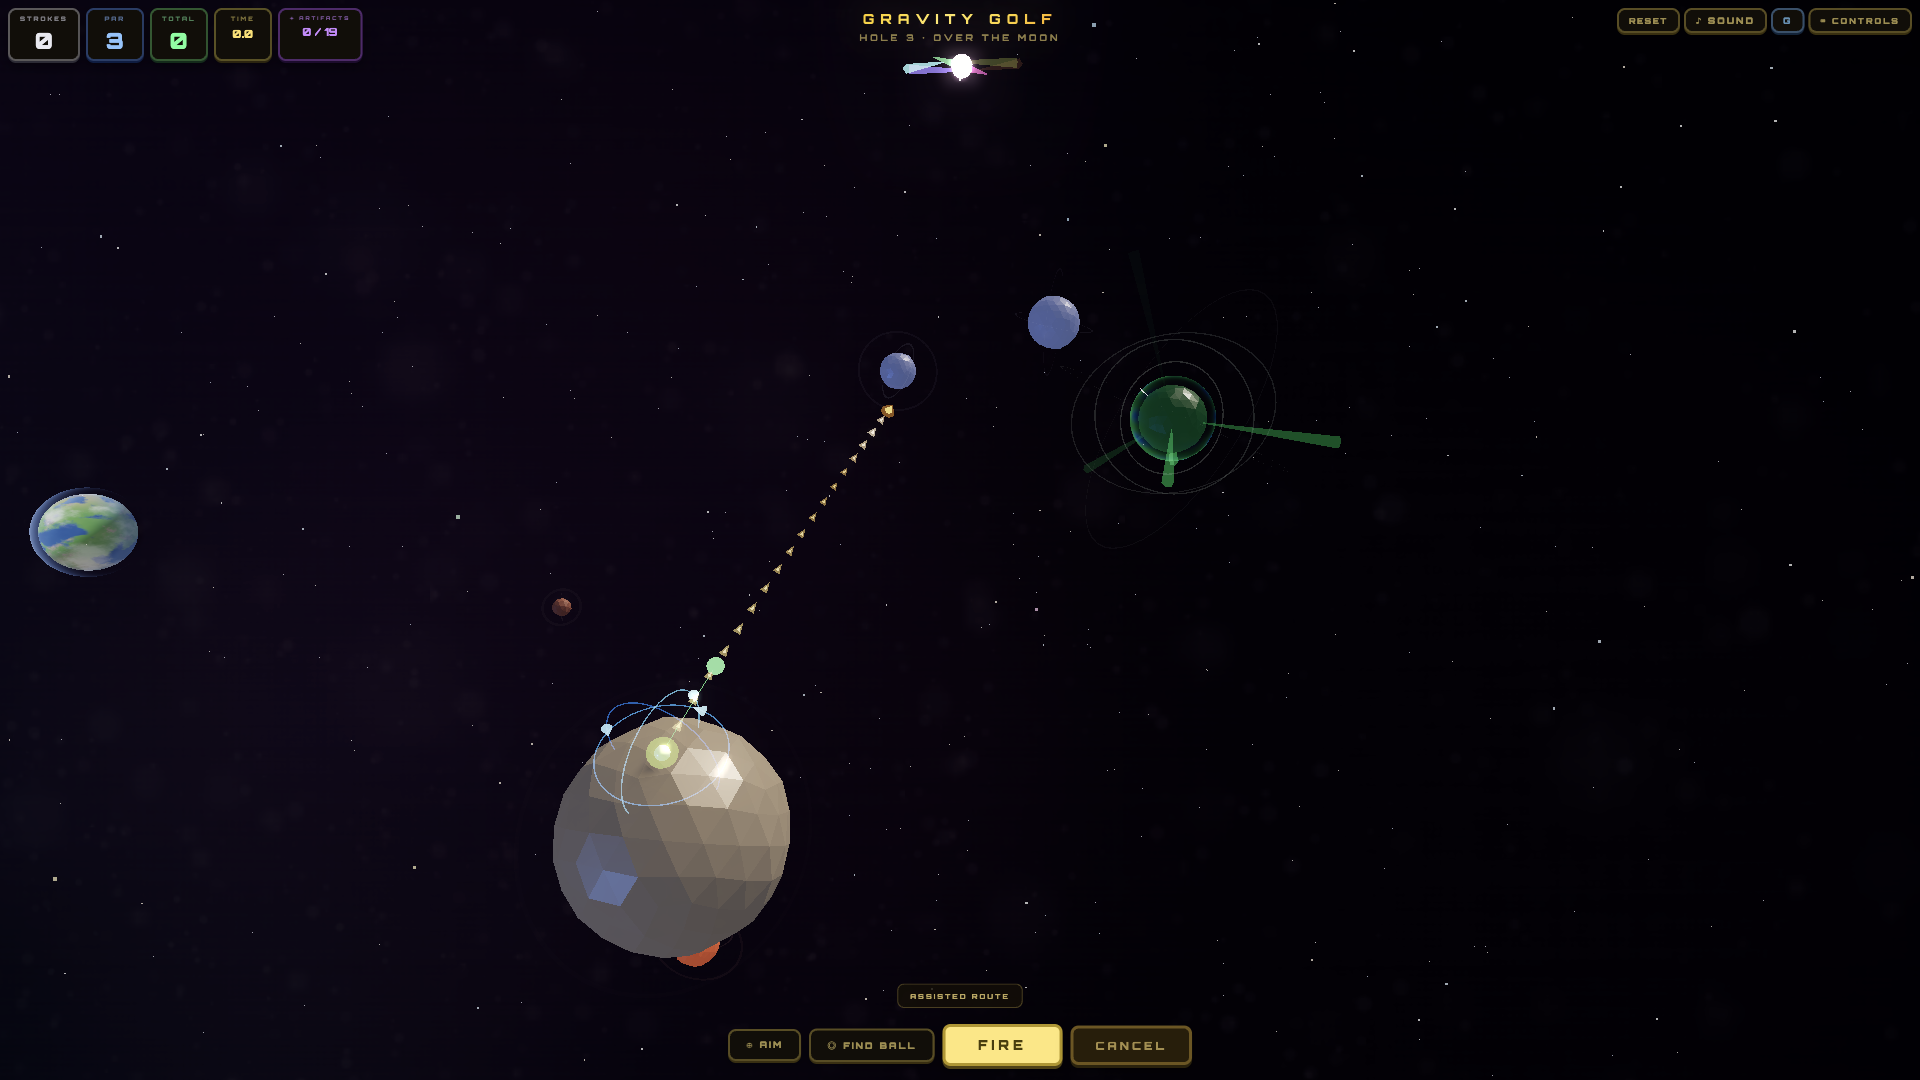 STROKES
0
PAR
3
TOTAL
0
TIME
0.0
✦ ARTIFACTS
0 / 19
GRAVITY GOLF
HOLE 3 · OVER THE MOON
RESET
♪ SOUND
G
CONTROLS
ASSISTED ROUTE
AIM
FIND BALL
FIRE
CANCEL